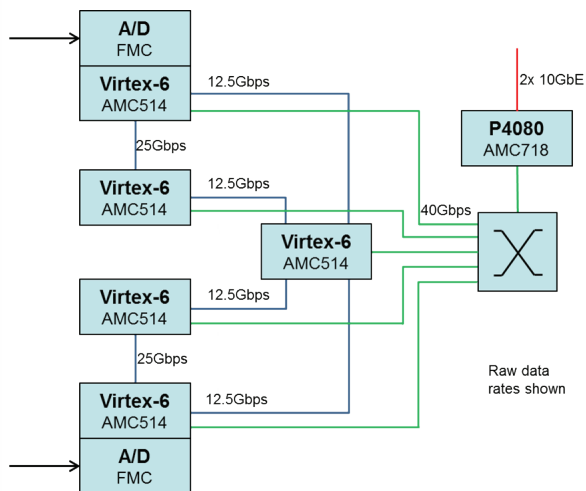 A/D
FMC
Virtex-6
AMC514
12.5Gbps
2x 10GbE
P4080
AMC718
25Gbps
Virtex-6
AMC514
12.5Gbps
40Gbps
Virtex-6
AMC514
Virtex-6
AMC514
12.5Gbps
25Gbps
Raw data
rates shown
Virtex-6
AMC514
12.5Gbps
A/D
FMC